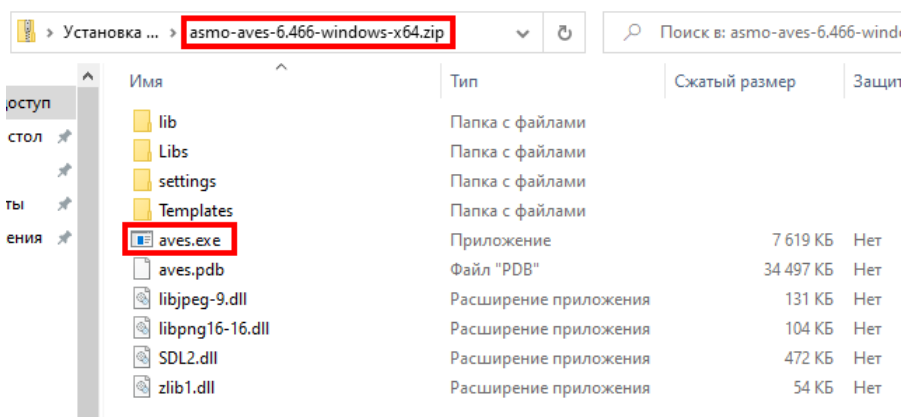 Установка ... asmo-aves-6.466-windows-x64.zip Поиск в: asmo-aves-6.466-windo
Имя Тип Сжатый размер Защит
доступ
стол
ты
ения
lib Папка с файлами
Libs Папка с файлами
settings Папка с файлами
Templates Папка с файлами
aves.exe Приложение 7 619 КБ Нет
aves.pdb Файл "PDB" 34 497 КБ Нет
libjpeg-9.dll Расширение приложения 131 КБ Нет
libpng16-16.dll Расширение приложения 104 КБ Нет
SDL2.dll Расширение приложения 472 КБ Нет
zlib1.dll Расширение приложения 54 КБ Нет